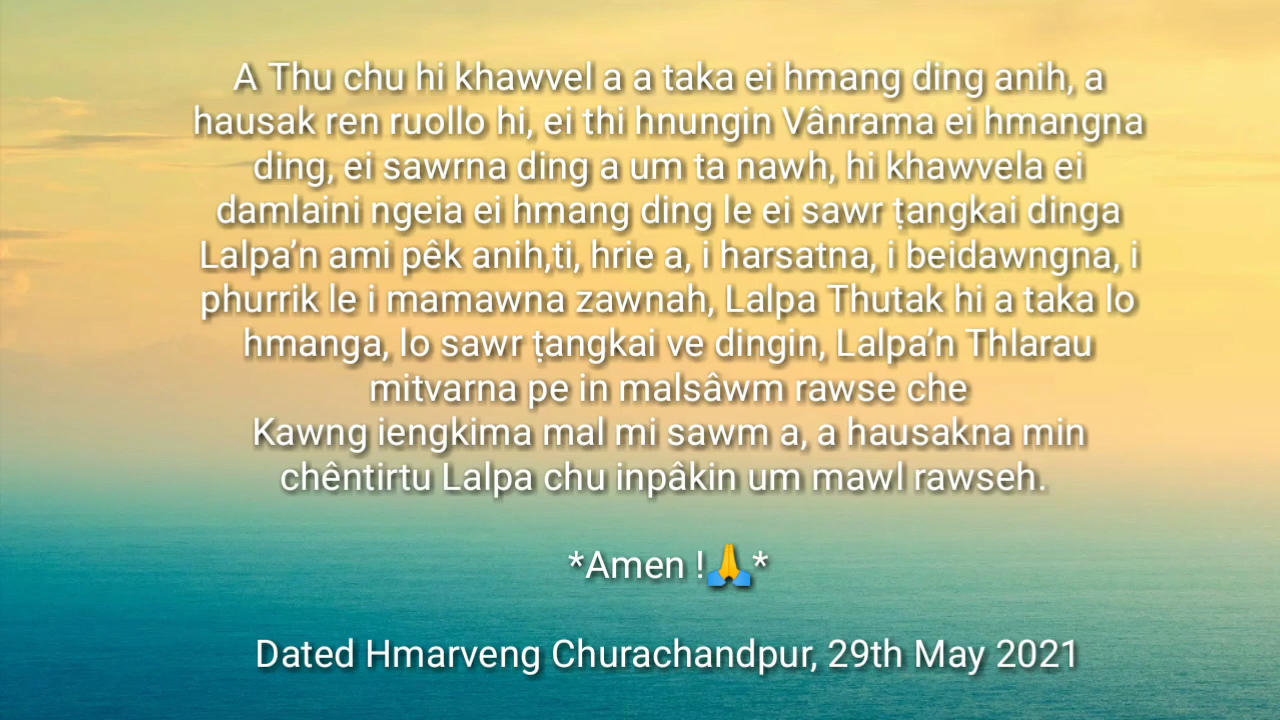 A Thu chu hi khawvel a a taka ei hmang ding anih, a
hausak ren ruollo hi, ei thi hnungin Vânrama ei hmangna
ding, ei sawrna ding a um ta nawh, hi khawvela ei
damlaini ngeia ei hmang ding le ei sawr ṭangkai dinga
Lalpa’n ami pêk anih,ti, hrie a, i harsatna, i beidawngna, i
phurrik le i mamawna zawnah, Lalpa Thutak hi a taka lo
hmanga, lo sawr ṭangkai ve dingin, Lalpa’n Thlarau
mitvarna pe in malsâwm rawse che
Kawng iengkima mal mi sawm a, a hausakna min
chêntirtu Lalpa chu inpâkin um mawl rawseh.
*Amen !🙏*
Dated Hmarveng Churachandpur, 29th May 2021